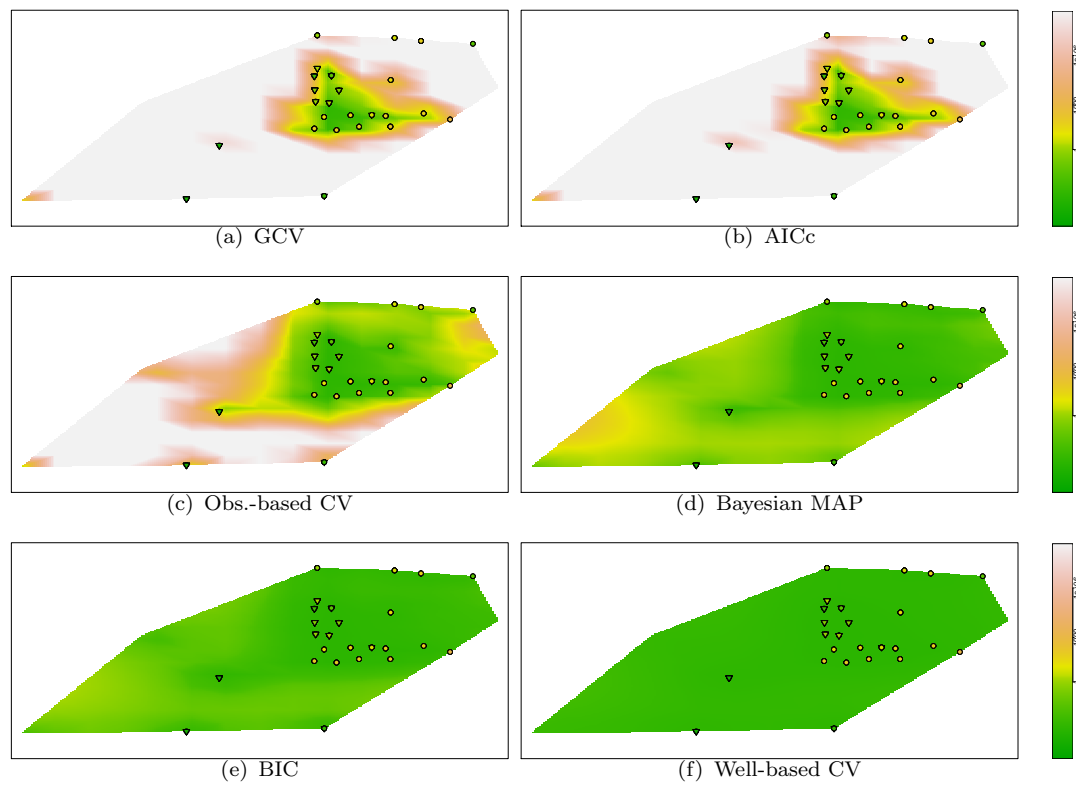 (a) GCV
(b) AICc
(c) Obs.-based CV
(d) Bayesian MAP
(e) BIC
(f) Well-based CV